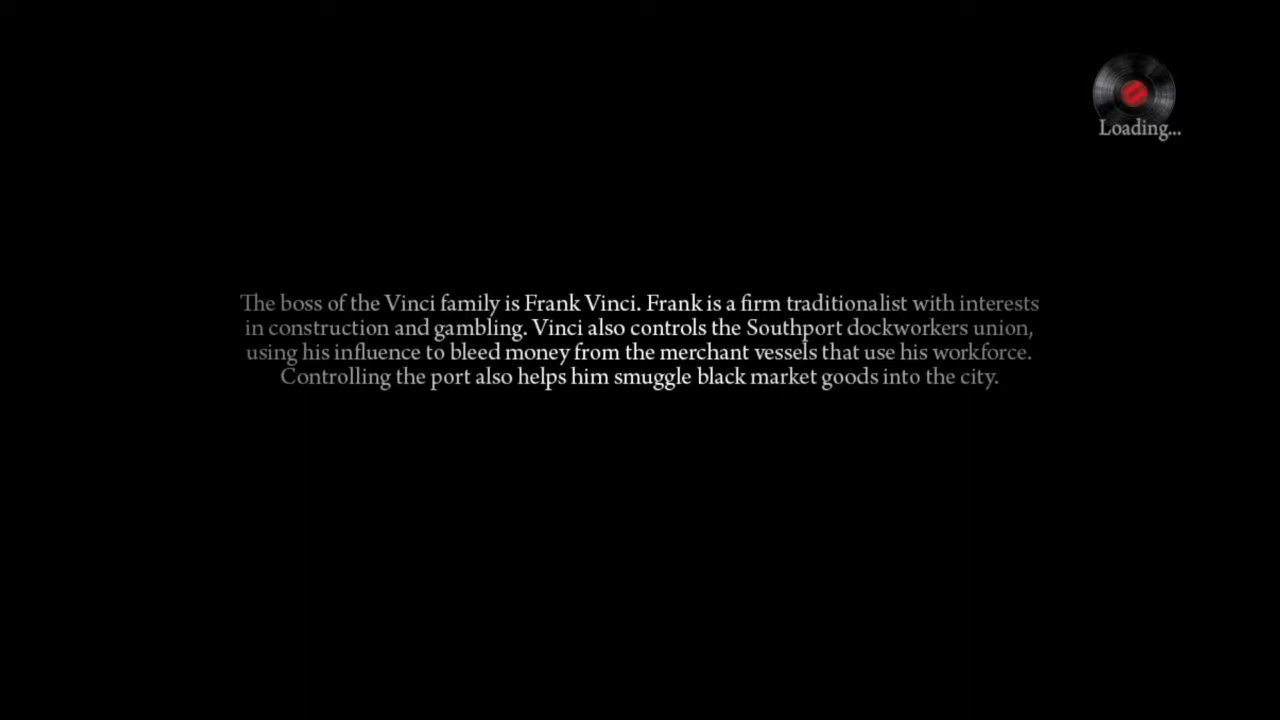 Loading...
The boss of the Vinci family is Frank Vinci. Frank is a firm traditionalist with interests
in construction and gambling. Vinci also controls the Southport dockworkers union,
using his influence to bleed money from the merchant vessels that use his workforce.
Controlling the port also helps him smuggle black market goods into the city.